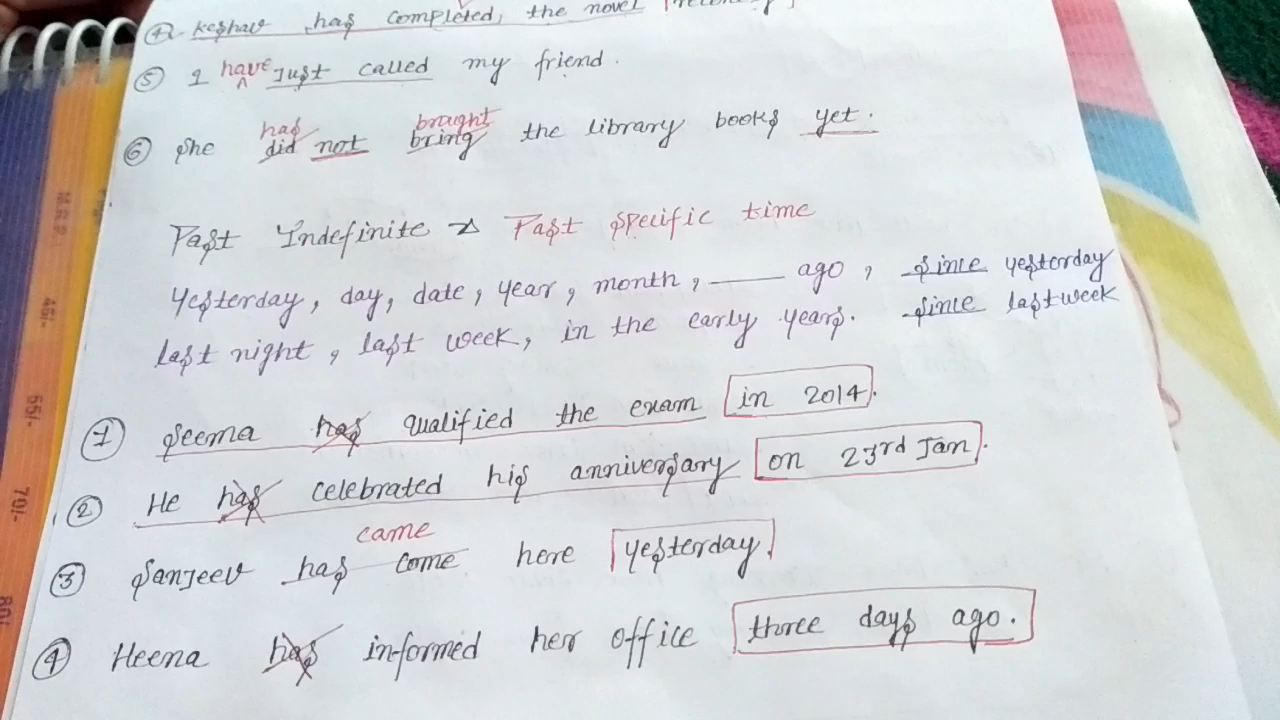 ④ Keshav has completed the novel [recently]
⑤ I have Just called my friend.
has brought
⑥ She did not bring the library books yet.
Past Indefinite → Past specific time
Yesterday, day, date, year, month, ___ ago, since yesterday
last night, last week, in the early years. since last week
① Seema has qualified the exam in 2014.
② He has celebrated his anniversary on 23rd Jan.
came
③ Sanjeev has come here yesterday.
④ Heena has informed her office three days ago.